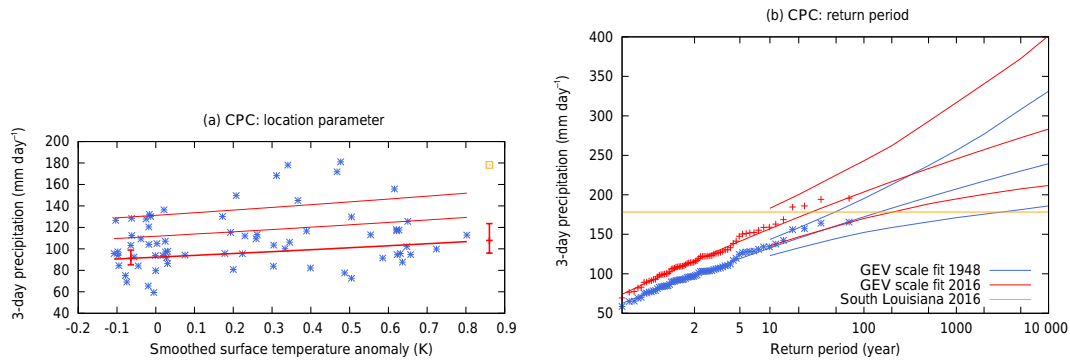 (a) CPC: location parameter
3-day precipitation (mm day⁻¹)
200
180
160
140
120
100
80
60
40
-0.2 -0.1 0 0.1 0.2 0.3 0.4 0.5 0.6 0.7 0.8 0.9
Smoothed surface temperature anomaly (K)
(b) CPC: return period
3-day precipitation (mm day⁻¹)
400
350
300
250
200
150
100
50
GEV scale fit 1948
GEV scale fit 2016
South Louisiana 2016
2 5 10 100 1000 10 000
Return period (year)